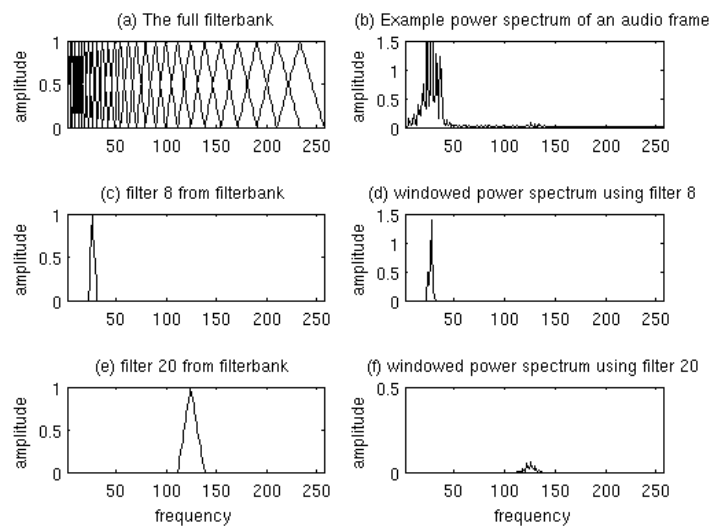 (a) The full filterbank
(b) Example power spectrum of an audio frame
1
0.5
0
amplitude
50 100 150 200 250
1.5
1
0.5
0
amplitude
50 100 150 200 250
(c) filter 8 from filterbank
(d) windowed power spectrum using filter 8
1
0.5
0
amplitude
50 100 150 200 250
1.5
1
0.5
0
amplitude
50 100 150 200 250
(e) filter 20 from filterbank
(f) windowed power spectrum using filter 20
1
0.5
0
amplitude
50 100 150 200 250
frequency
0.5
0
amplitude
50 100 150 200 250
frequency